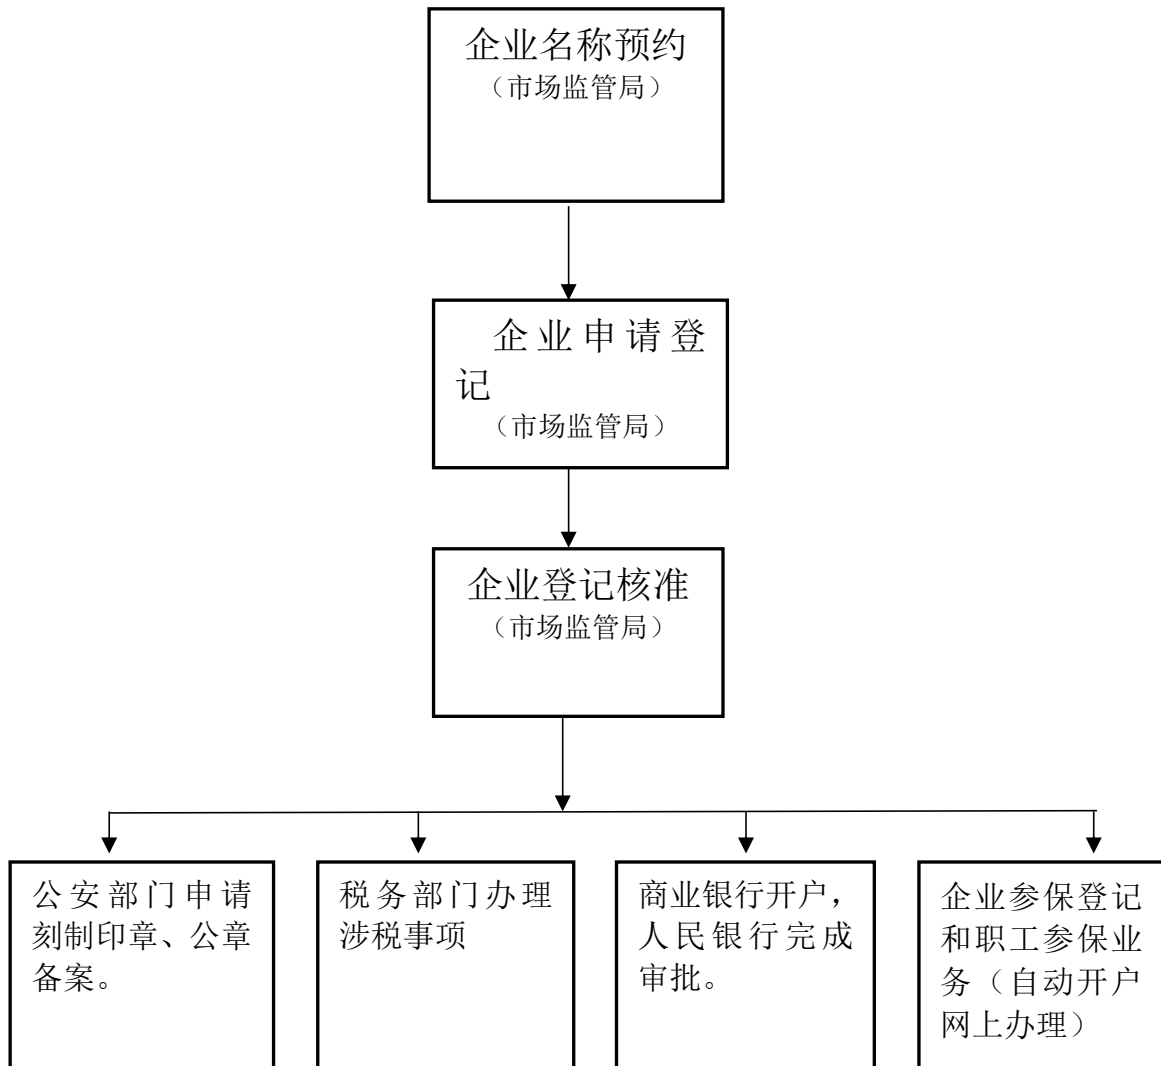 企业名称预约
（市场监管局）
企业申请登
记
（市场监管局）
企业登记核准
（市场监管局）
公安部门申请
刻制印章、公章
备案。
税务部门办理
涉税事项
商业银行开户，
人民银行完成
审批。
企业参保登记
和职工参保业
务（自动开户
网上办理）